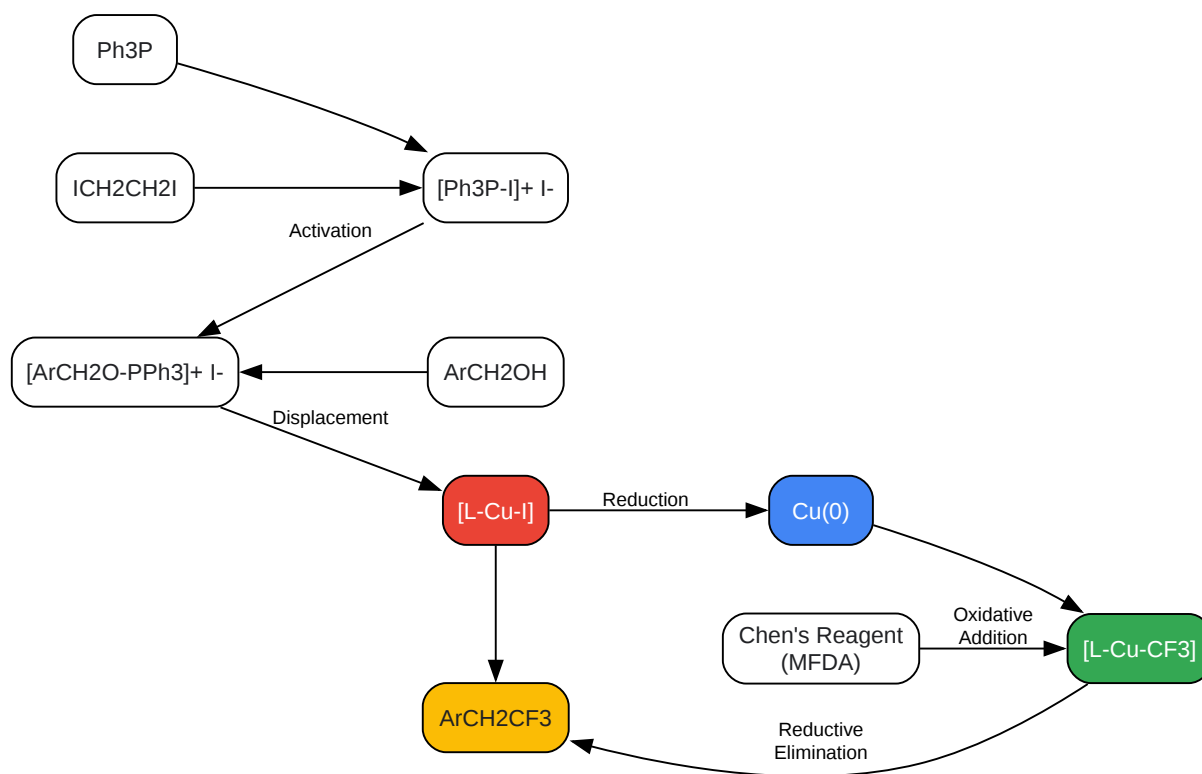 Ph3P
ICH2CH2I
[Ph3P-I]+ I-
Activation
[ArCH2O-PPh3]+ I-
ArCH2OH
Displacement
[L-Cu-I]
Reduction
Cu(0)
Chen's Reagent
(MFDA)
Oxidative
Addition
[L-Cu-CF3]
ArCH2CF3
Reductive
Elimination